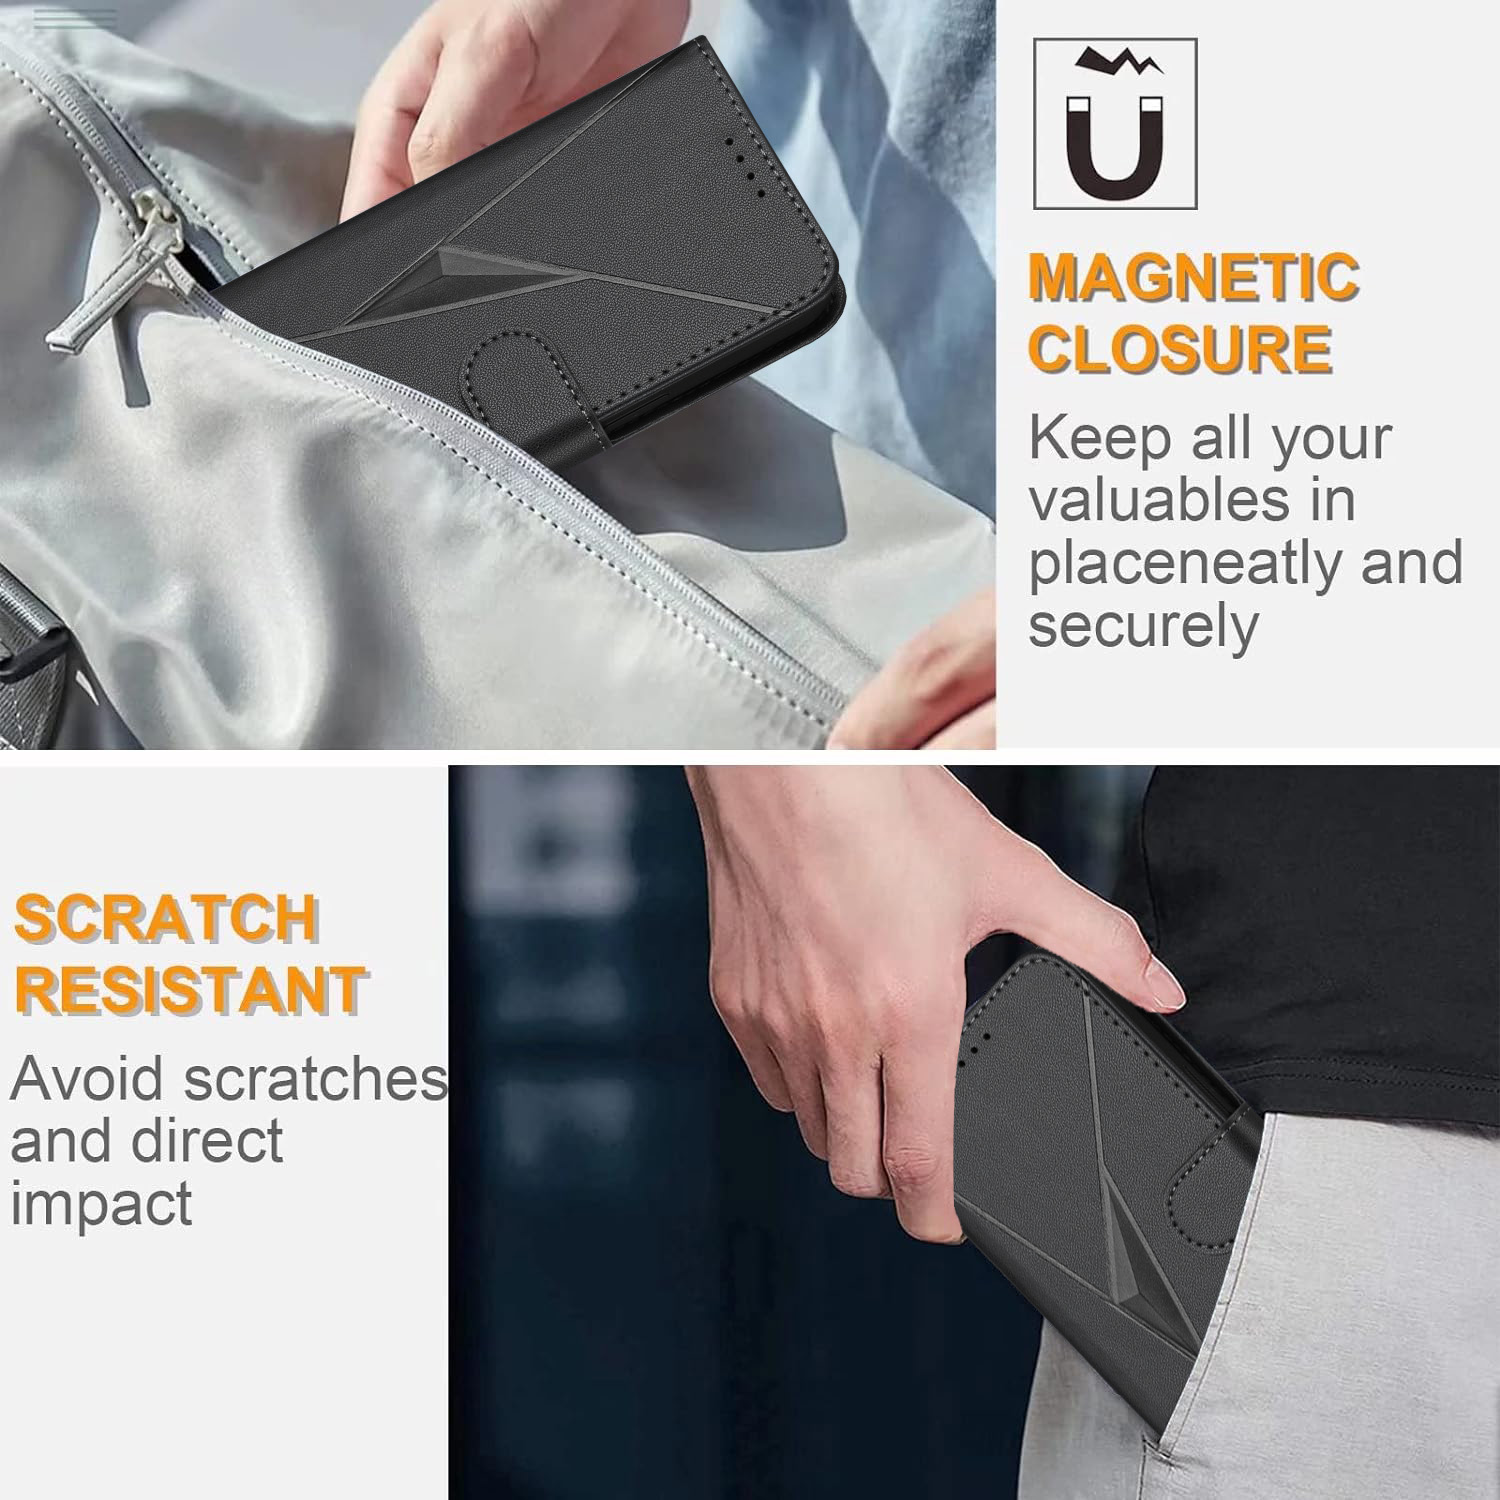 MAGNETIC
CLOSURE
Keep all your
valuables in
placeneatly and
securely
SCRATCH
RESISTANT
Avoid scratches
and direct
impact